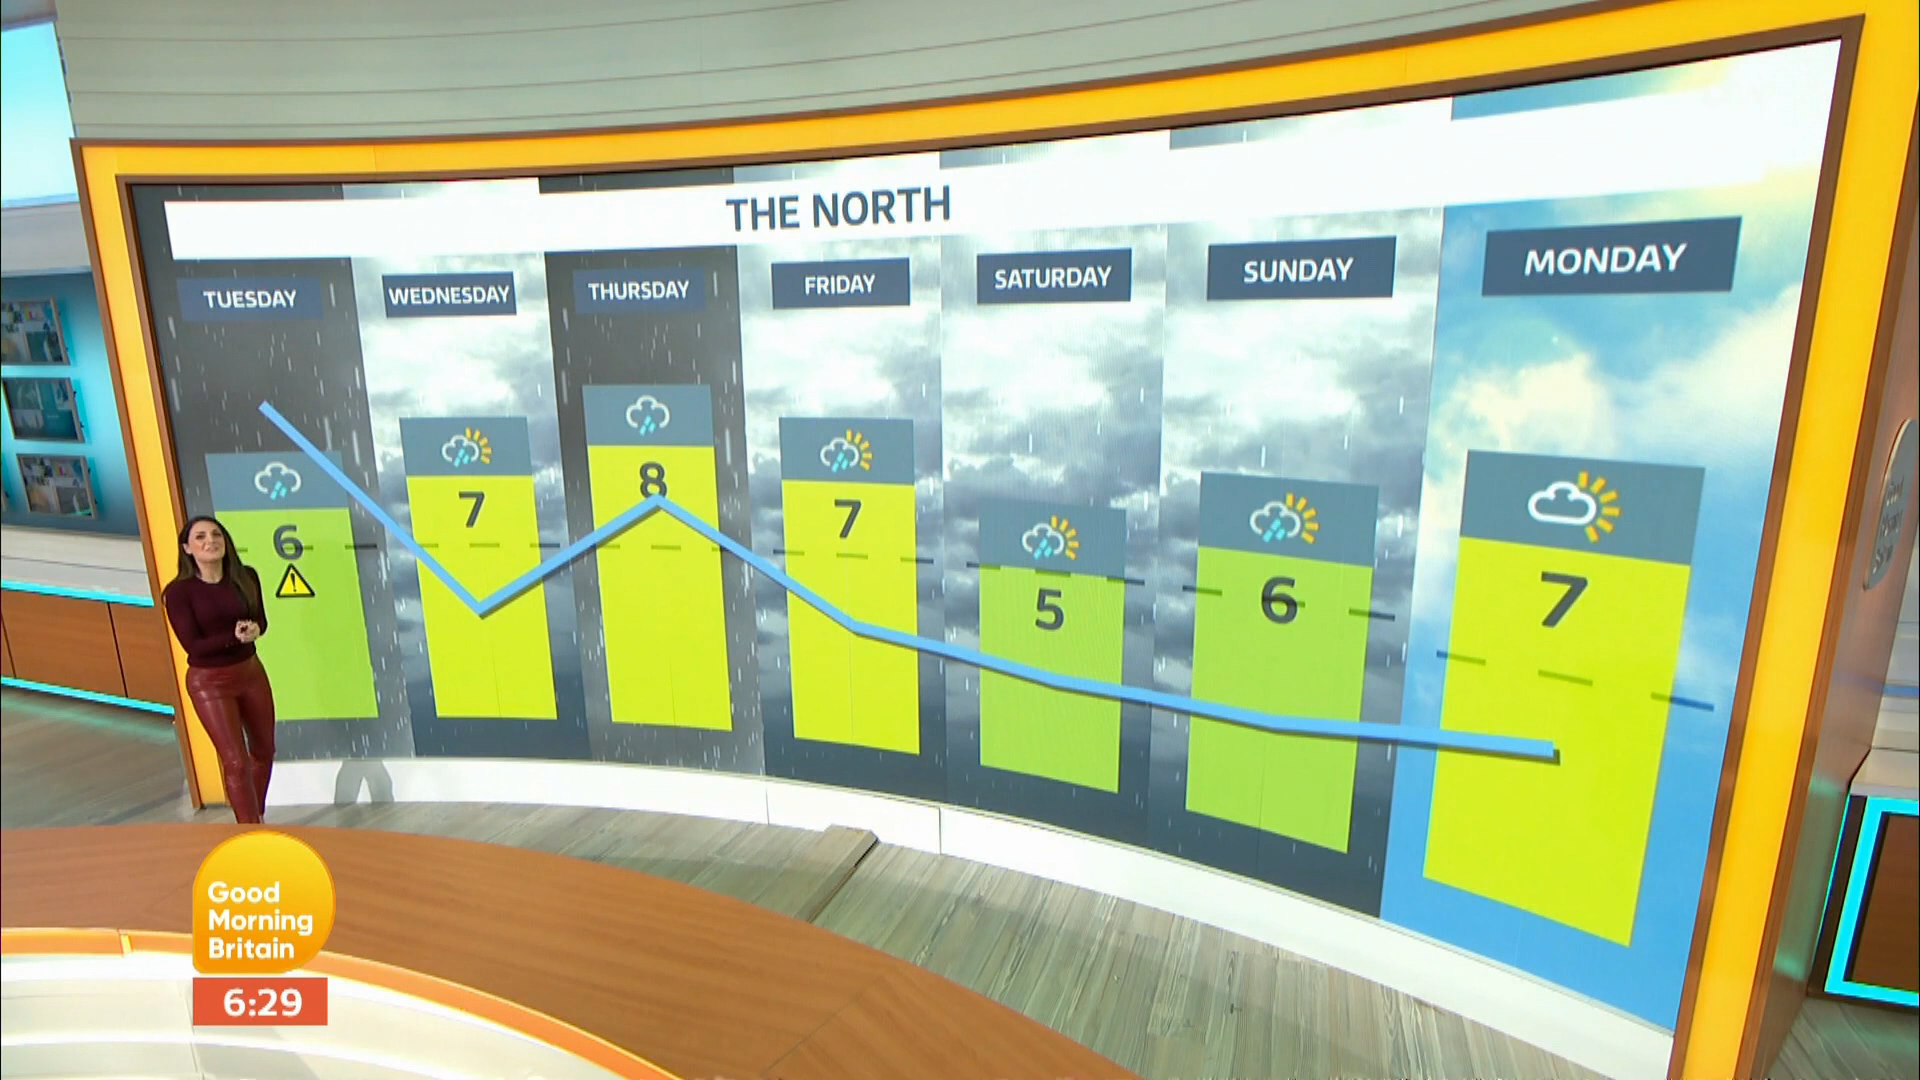 THE NORTH
TUESDAY
WEDNESDAY
THURSDAY
FRIDAY
SATURDAY
SUNDAY
MONDAY
6
7
8
7
5
6
7
Good
Morning
Britain
6:29